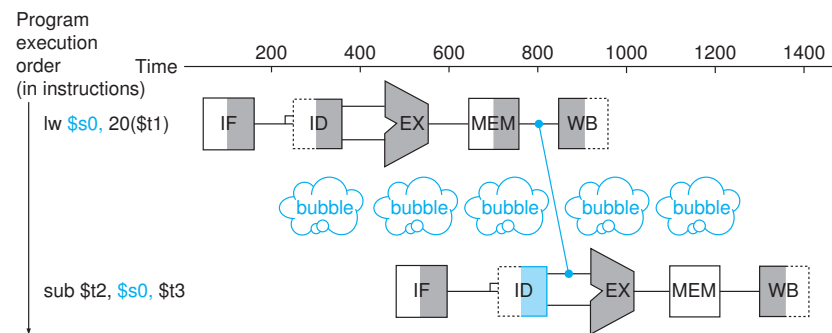 Program
execution
order
(in instructions)
Time
200 400 600 800 1000 1200 1400
lw $s0, 20($t1)
IF ID EX MEM WB
bubble bubble bubble bubble bubble
sub $t2, $s0, $t3
IF ID EX MEM WB